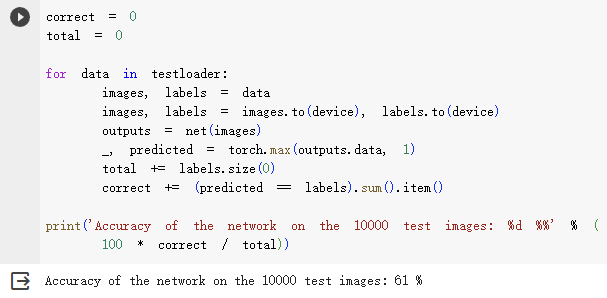 correct = 0
total = 0
for data in testloader:
images, labels = data
images, labels = images.to(device), labels.to(device)
outputs = net(images)
_, predicted = torch.max(outputs.data, 1)
total += labels.size(0)
correct += (predicted == labels).sum().item()
print('Accuracy of the network on the 10000 test images: %d %%' % (
100 * correct / total))
Accuracy of the network on the 10000 test images: 61 %